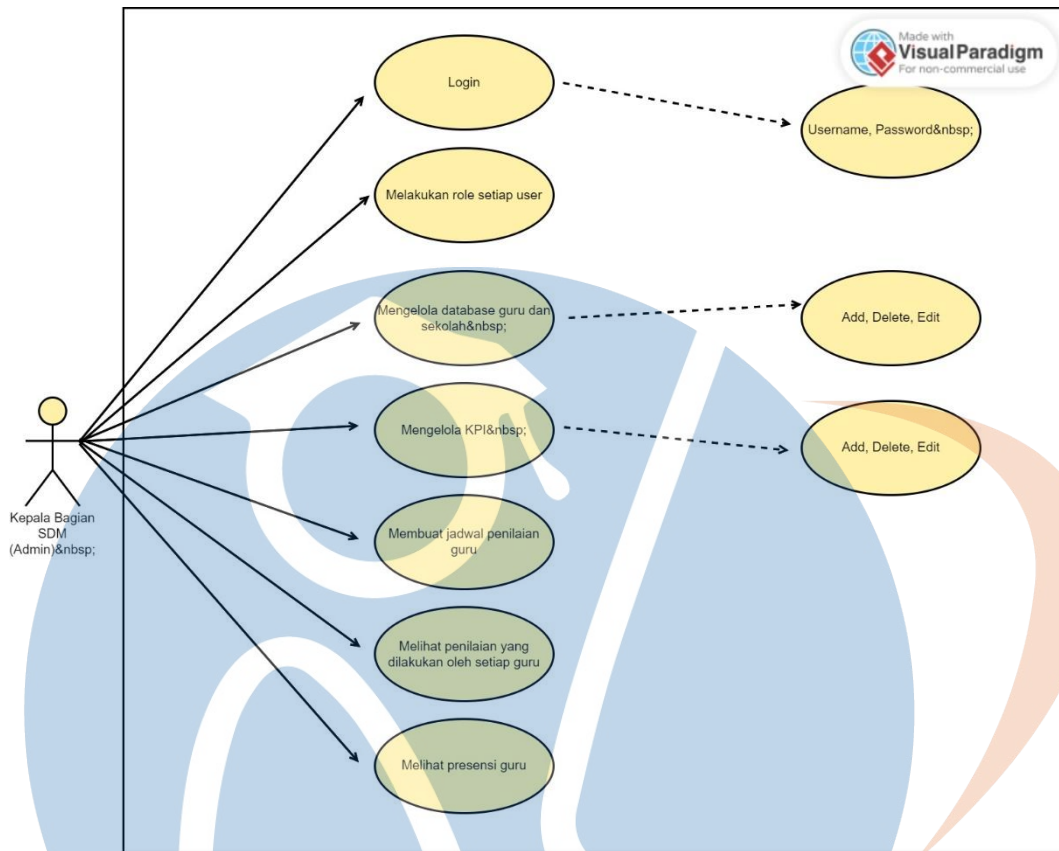 Made with
Visual Paradigm
For non-commercial use
Login
Username, Password&nbsp;
Melakukan role setiap user
Mengelola database guru dan
sekolah&nbsp;
Add, Delete, Edit
Mengelola KPI&nbsp;
Add, Delete, Edit
Kepala Bagian
SDM
(Admin)&nbsp;
Membuat jadwal penilaian
guru
Melihat penilaian yang
dilakukan oleh setiap guru
Melihat presensi guru